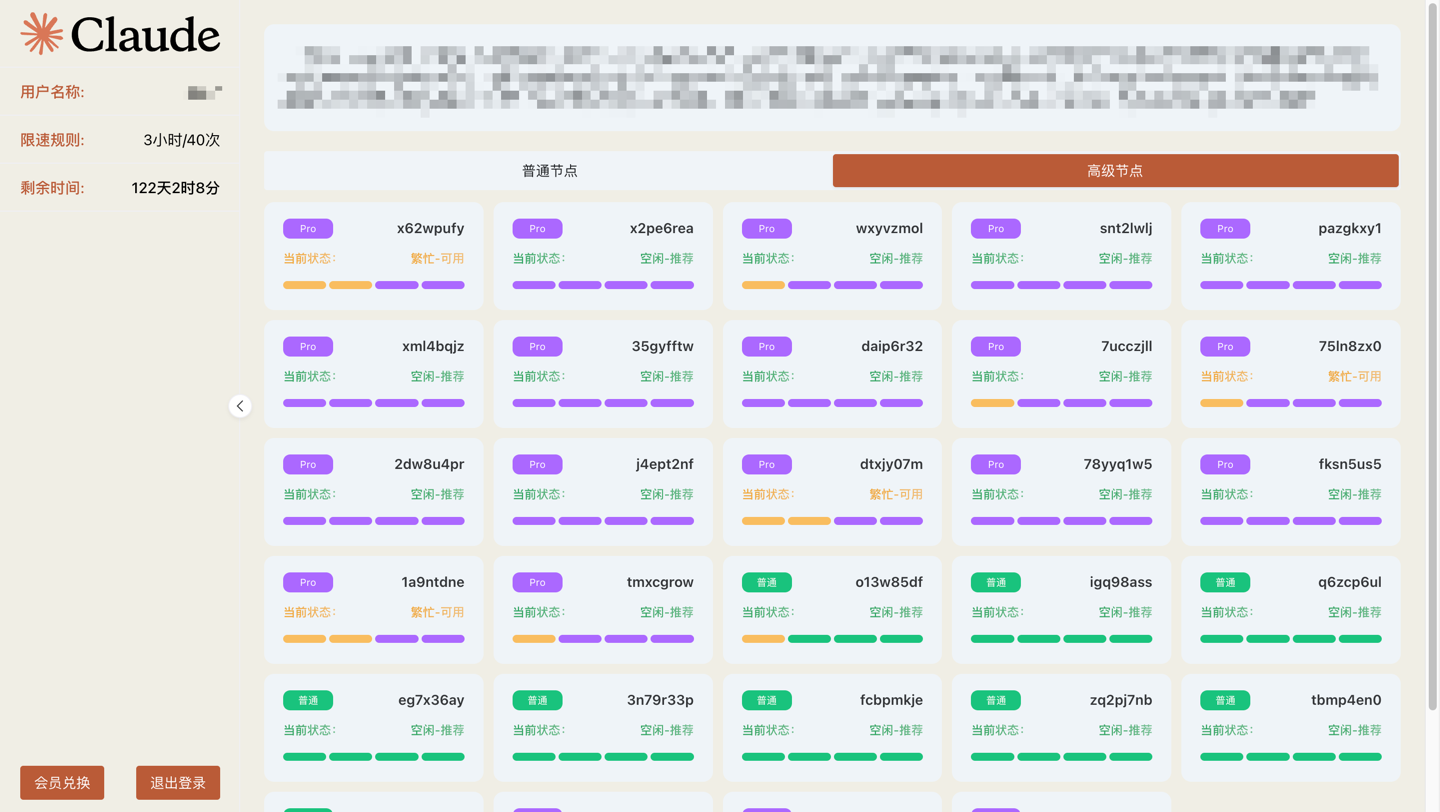 Claude
用户名称:
限速规则: 3小时/40次
剩余时间: 122天2时8分
普通节点 高级节点
Pro x62wpufy Pro x2pe6rea Pro wxyvzmol Pro snt2lwlj Pro pazgkxy1
当前状态: 繁忙-可用 当前状态: 空闲-推荐 当前状态: 空闲-推荐 当前状态: 空闲-推荐 当前状态: 空闲-推荐
Pro xml4bqjz Pro 35gyfftw Pro daip6r32 Pro 7ucczjll Pro 75ln8zx0
当前状态: 空闲-推荐 当前状态: 空闲-推荐 当前状态: 空闲-推荐 当前状态: 空闲-推荐 当前状态: 繁忙-可用
Pro 2dw8u4pr Pro j4ept2nf Pro dtxjy07m Pro 78yyq1w5 Pro fksn5us5
当前状态: 空闲-推荐 当前状态: 空闲-推荐 当前状态: 繁忙-可用 当前状态: 空闲-推荐 当前状态: 空闲-推荐
Pro 1a9ntdne Pro tmxcgrow 普通 o13w85df 普通 igq98ass 普通 q6zcp6ul
当前状态: 繁忙-可用 当前状态: 空闲-推荐 当前状态: 空闲-推荐 当前状态: 空闲-推荐 当前状态: 空闲-推荐
普通 eg7x36ay 普通 3n79r33p 普通 fcbpmkje 普通 zq2pj7nb 普通 tbmp4en0
当前状态: 空闲-推荐 当前状态: 空闲-推荐 当前状态: 空闲-推荐 当前状态: 空闲-推荐 当前状态: 空闲-推荐
会员兑换 退出登录